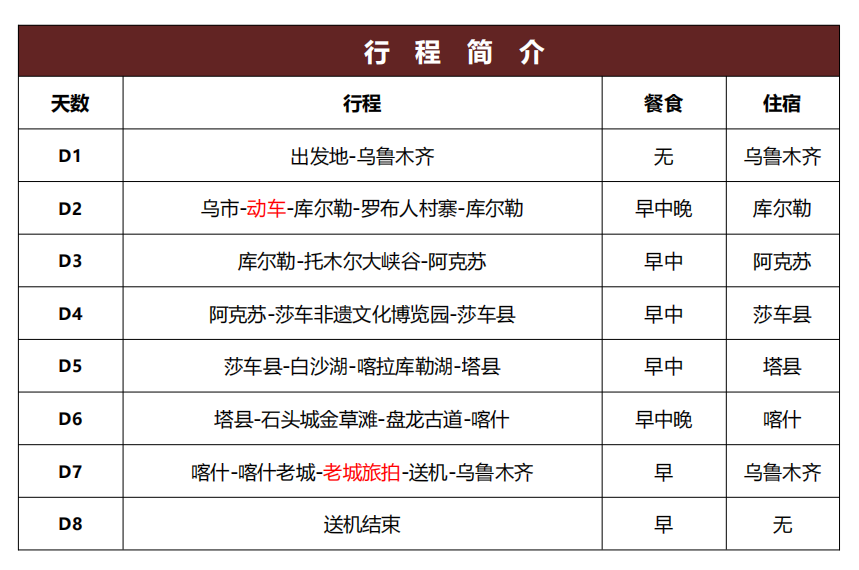 行 程 简 介
天数 行程 餐食 住宿
D1 出发地-乌鲁木齐 无 乌鲁木齐
D2 乌市-动车-库尔勒-罗布人村寨-库尔勒 早中晚 库尔勒
D3 库尔勒-托木尔大峡谷-阿克苏 早中 阿克苏
D4 阿克苏-莎车非遗文化博览园-莎车县 早中 莎车县
D5 莎车县-白沙湖-喀拉库勒湖-塔县 早中 塔县
D6 塔县-石头城金草滩-盘龙古道-喀什 早中晚 喀什
D7 喀什-喀什老城-老城旅拍-送机-乌鲁木齐 早 乌鲁木齐
D8 送机结束 早 无